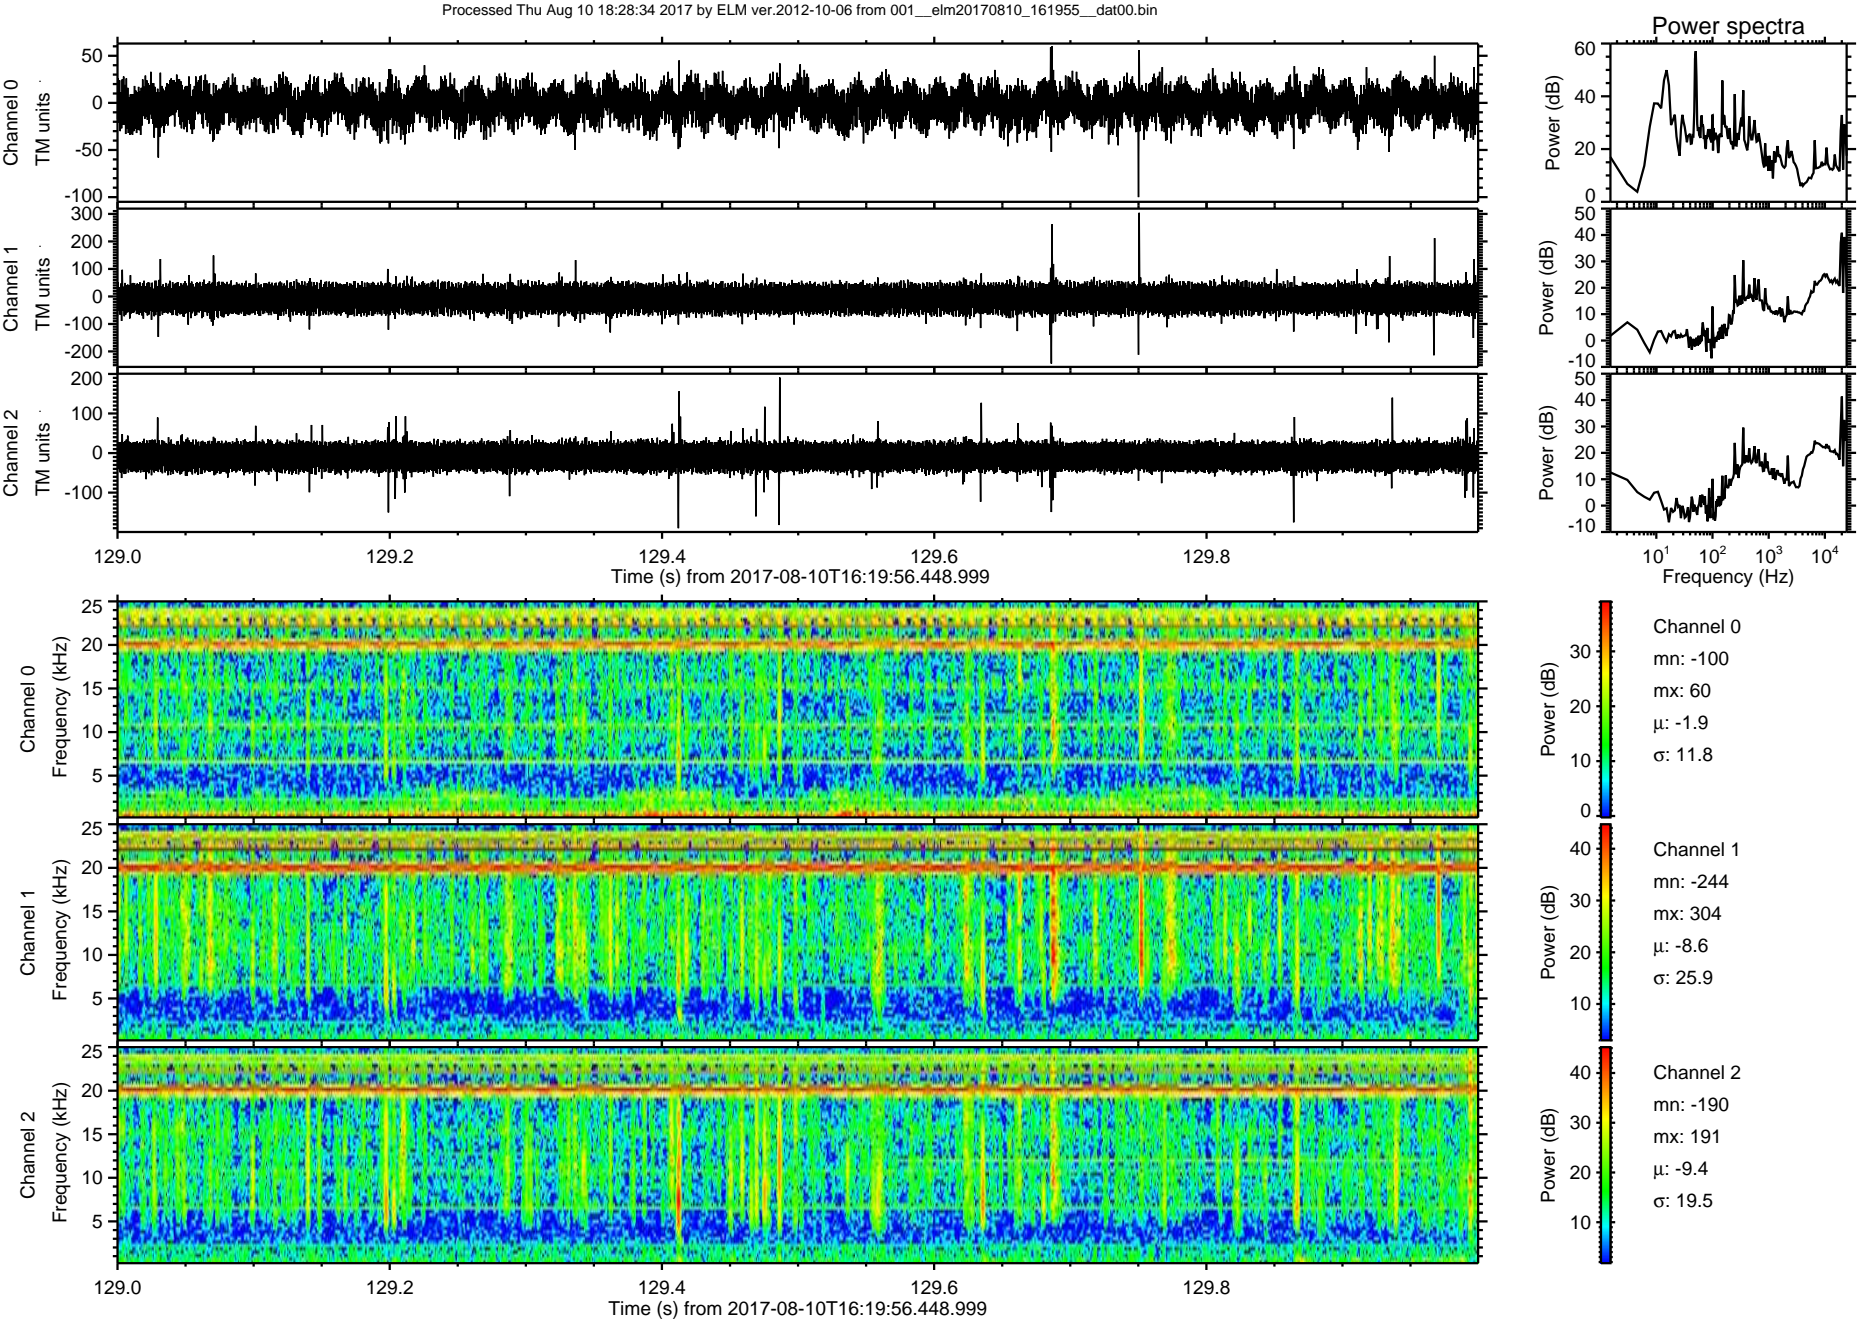 Processed Thu Aug 10 18:28:34 2017 by ELM ver.2012-10-06 from 001__elm20170810_161955__dat00.bin
Power spectra
Channel 0
TM units
50
0
-50
-100
Power (dB)
60
40
20
0
Channel 1
TM units
300
200
100
0
-100
-200
Power (dB)
50
40
30
20
10
0
-10
Channel 2
TM units
200
100
0
-100
Power (dB)
50
40
30
20
10
0
-10
129.0 129.2 129.4 129.6 129.8
Time (s) from 2017-08-10T16:19:56.448.999
10^1 10^2 10^3 10^4
Frequency (Hz)
Channel 0
Frequency (kHz)
25
20
15
10
5
Power (dB)
30
20
10
0
Channel 0
mn: -100
mx: 60
μ: -1.9
σ: 11.8
Channel 1
Frequency (kHz)
25
20
15
10
5
Power (dB)
40
30
20
10
Channel 1
mn: -244
mx: 304
μ: -8.6
σ: 25.9
Channel 2
Frequency (kHz)
25
20
15
10
5
Power (dB)
40
30
20
10
Channel 2
mn: -190
mx: 191
μ: -9.4
σ: 19.5
129.0 129.2 129.4 129.6 129.8
Time (s) from 2017-08-10T16:19:56.448.999